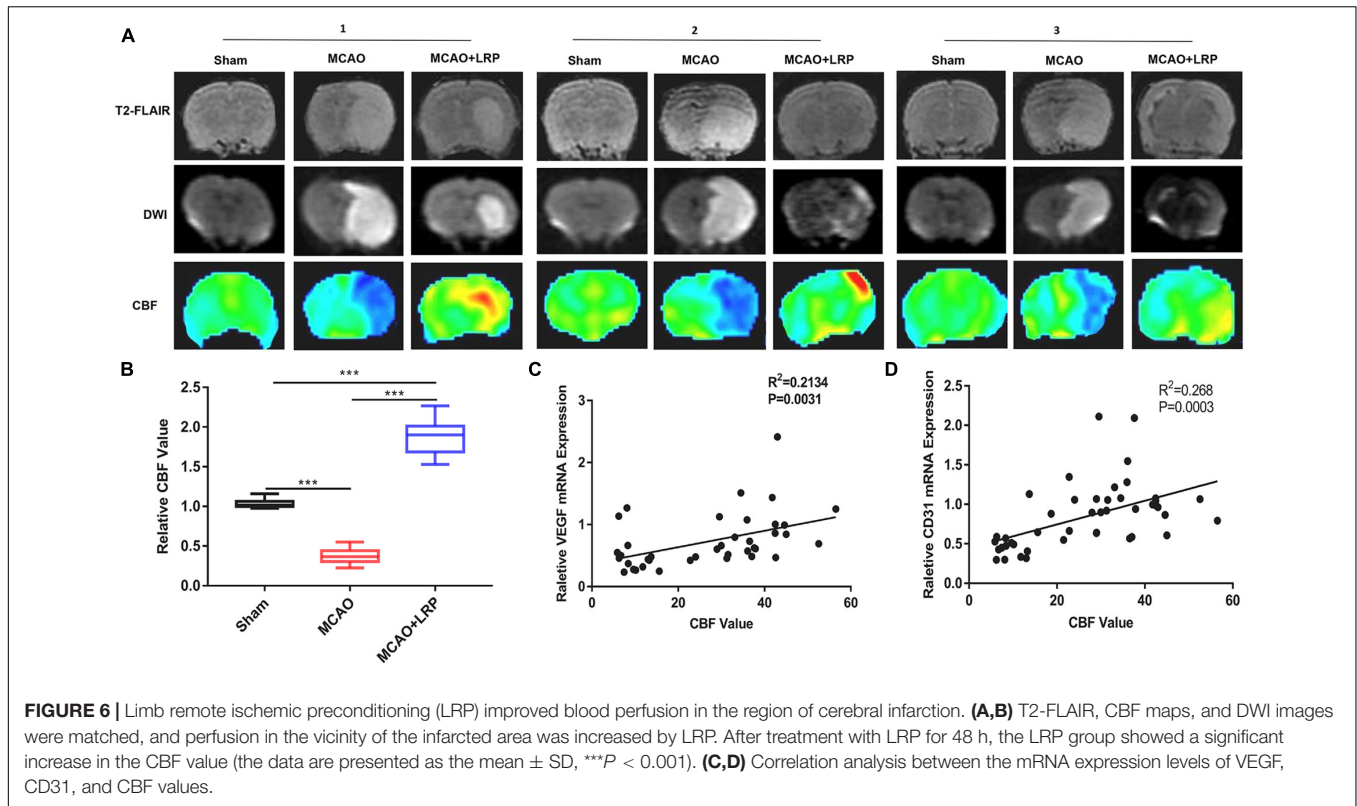 A
1 2 3
Sham MCAO MCAO+LRP Sham MCAO MCAO+LRP Sham MCAO MCAO+LRP
T2-FLAIR
DWI
CBF
B
***
***
***
Relative CBF Value
2.5
2.0
1.5
1.0
0.5
0.0
Sham
MCAO
MCAO+LRP
C
R²=0.2134
P=0.0031
Raletive VEGF mRNA Expression
3
2
1
0
0 20 40 60
CBF Value
D
R²=0.268
P=0.0003
Raletive CD31 mRNA Expression
2.5
2.0
1.5
1.0
0.5
0.0
0 20 40 60
CBF Value
FIGURE 6 | Limb remote ischemic preconditioning (LRP) improved blood perfusion in the region of cerebral infarction. (A,B) T2-FLAIR, CBF maps, and DWI images
were matched, and perfusion in the vicinity of the infarcted area was increased by LRP. After treatment with LRP for 48 h, the LRP group showed a significant
increase in the CBF value (the data are presented as the mean ± SD, ***P < 0.001). (C,D) Correlation analysis between the mRNA expression levels of VEGF,
CD31, and CBF values.